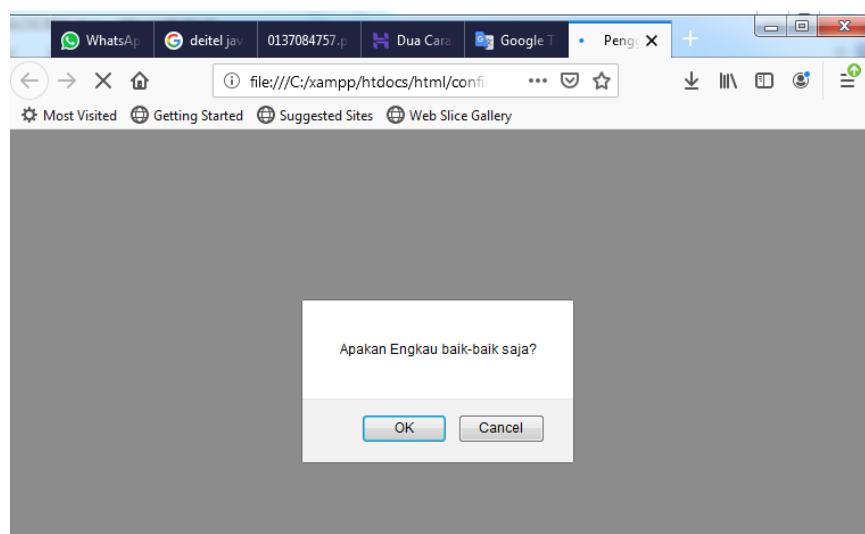 WhatsAp
deitel jav
0137084757.p
Dua Cara
Google T
Peng
file:///C:/xampp/htdocs/html/confi
Most Visited Getting Started Suggested Sites Web Slice Gallery
Apakan Engkau baik-baik saja?
OK Cancel